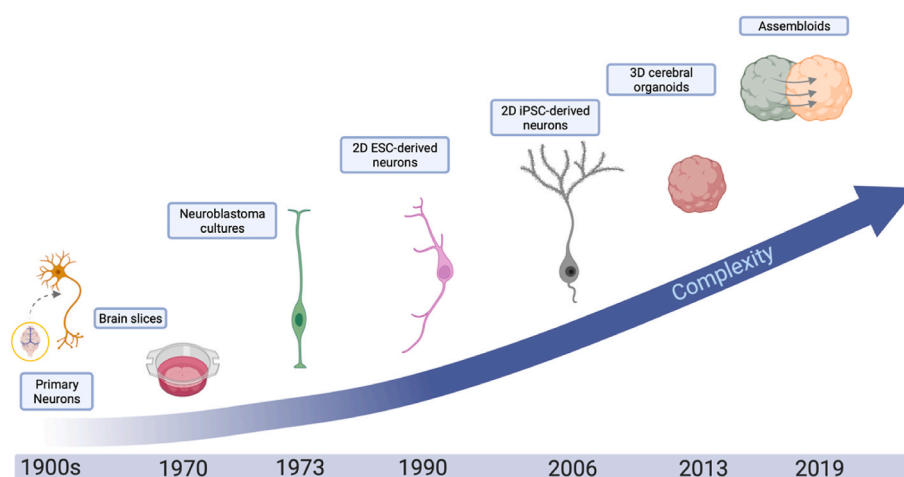 Assembloids
3D cerebral
organoids
2D iPSC-derived
neurons
2D ESC-derived
neurons
Neuroblastoma
cultures
Brain slices
Primary
Neurons
Complexity
1900s
1970
1973
1990
2006
2013
2019